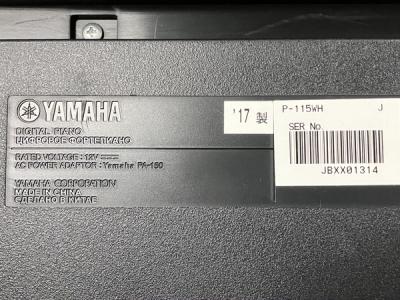 YAMAHA
DIGITAL PIANO
ЦИФРОВОЕ ФОРТЕПИАНО
RATED VOLTAGE : 12V
AC POWER ADAPTOR : Yamaha PA-150
YAMAHA CORPORATION
MADE IN CHINA
СДЕЛАНО В КИТАЕ
'17 製
P-115WH J
SER No.
JBXX01314